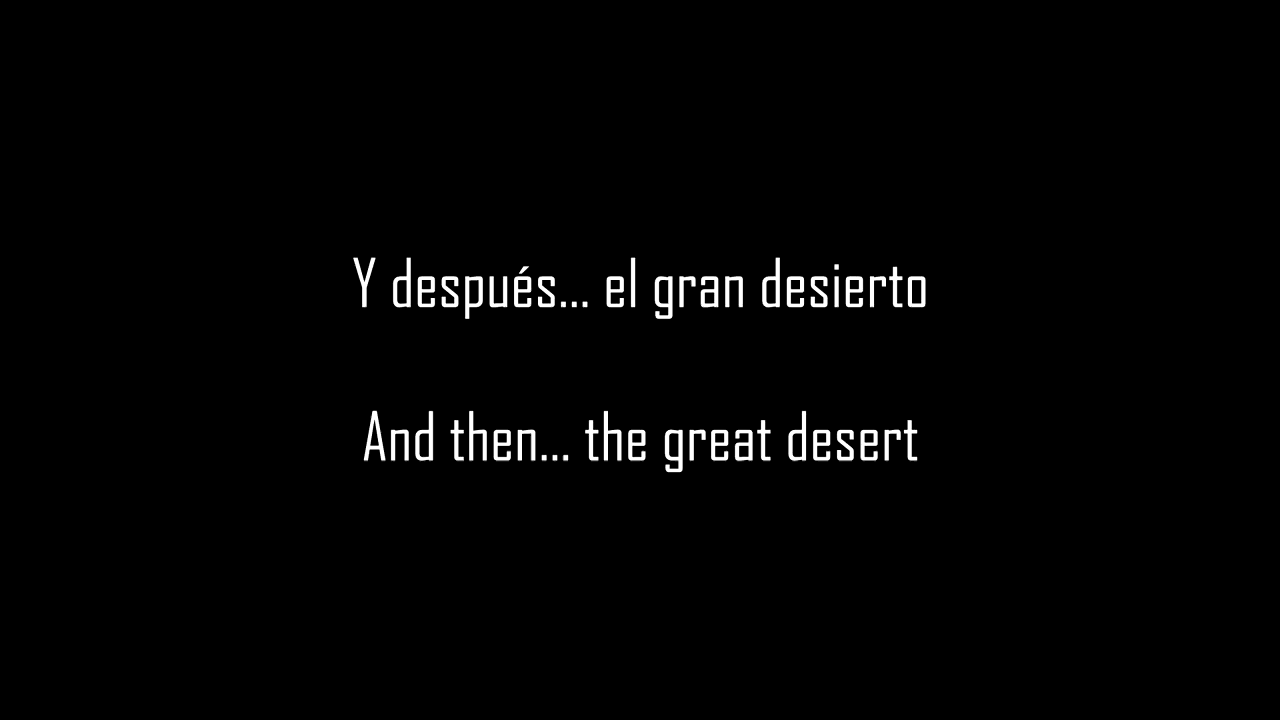 Y después... el gran desierto
And then... the great desert